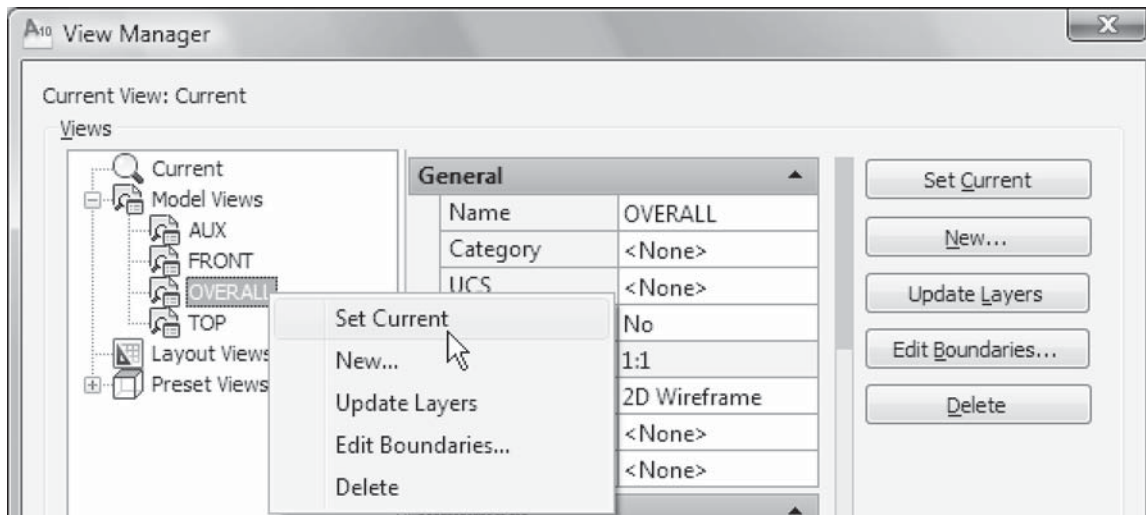 A10 View Manager
Current View: Current
Views
Current
Model Views
AUX
FRONT
OVERALL
TOP
Layout Views
Preset Views
Set Current
New...
Update Layers
Edit Boundaries...
Delete
General
Name OVERALL
Category <None>
UCS <None>
No
1:1
2D Wireframe
<None>
<None>
Set Current
New...
Update Layers
Edit Boundaries...
Delete